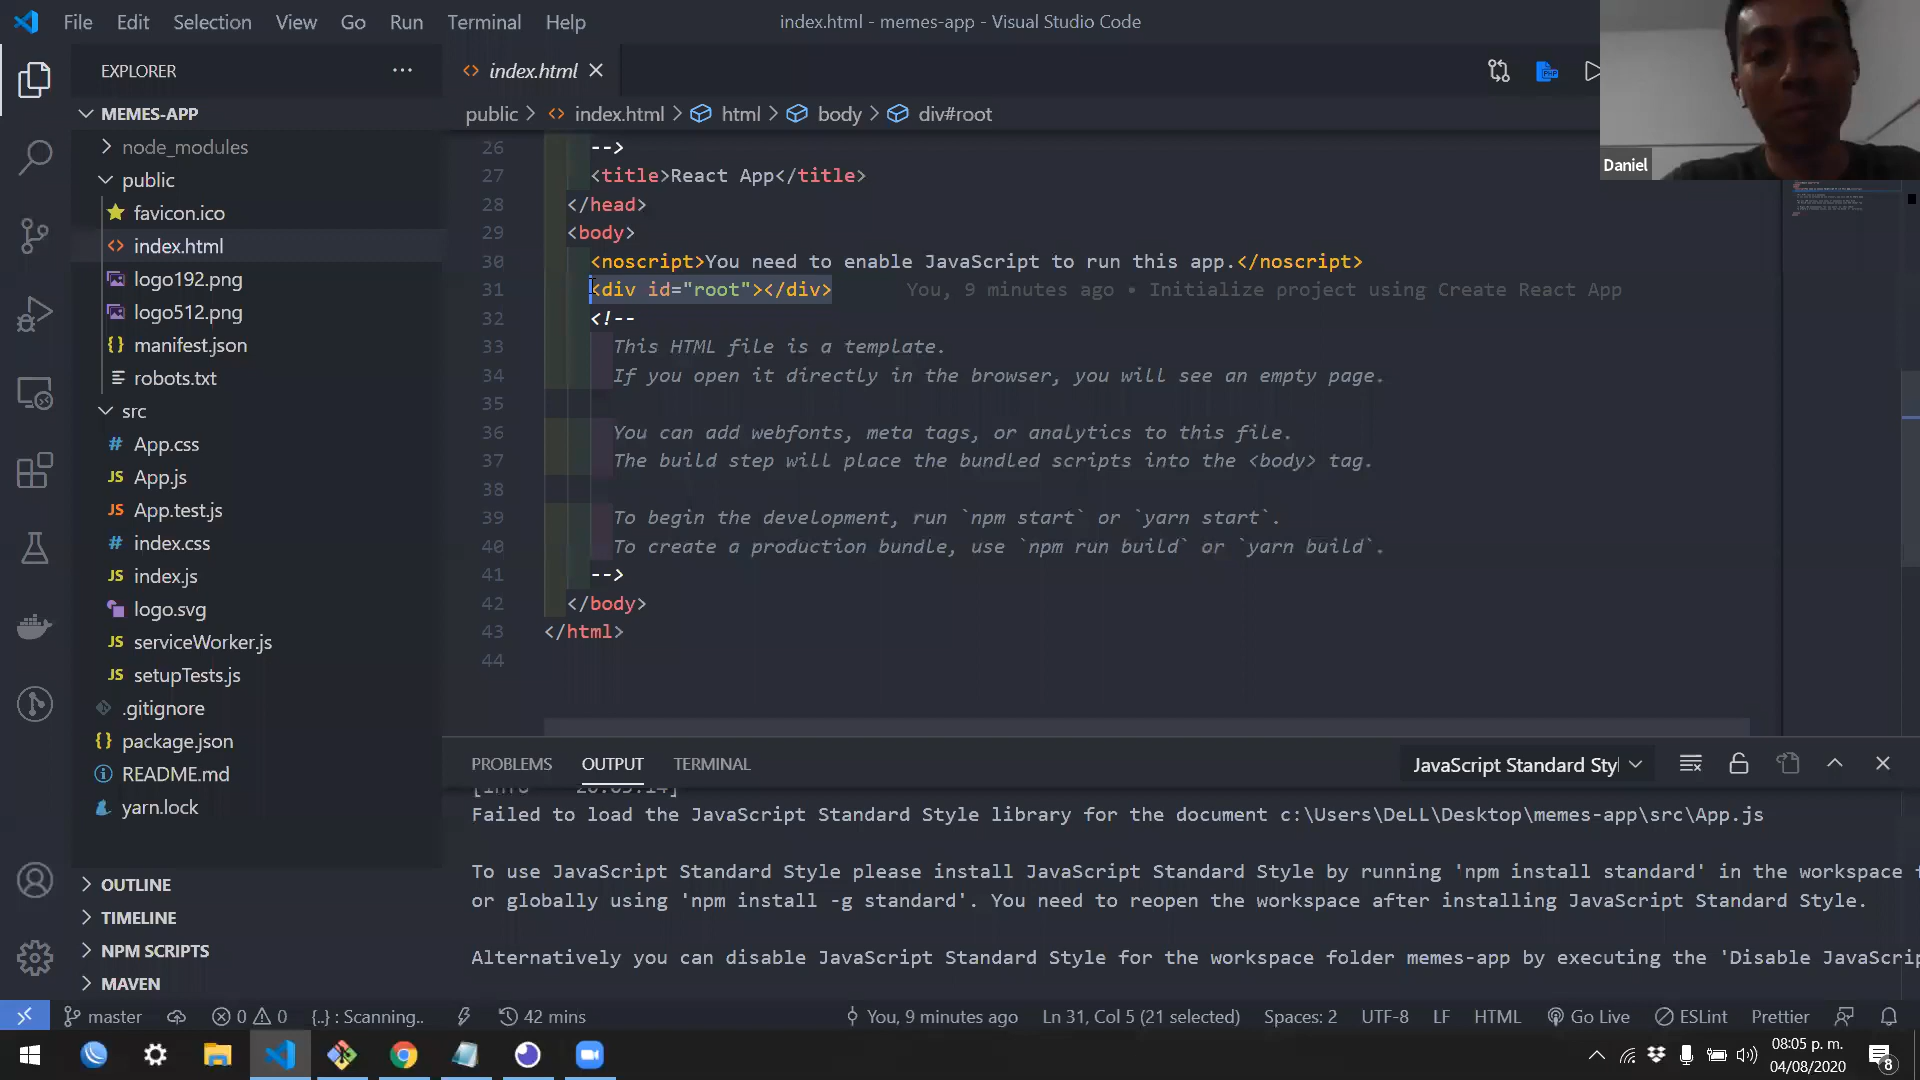 File Edit Selection View Go Run Terminal Help
index.html - memes-app - Visual Studio Code
EXPLORER
index.html
MEMES-APP
node_modules
public
favicon.ico
index.html
logo192.png
logo512.png
manifest.json
robots.txt
src
App.css
App.js
App.test.js
index.css
index.js
logo.svg
serviceWorker.js
setupTests.js
.gitignore
package.json
README.md
yarn.lock
OUTLINE
TIMELINE
NPM SCRIPTS
MAVEN
public > index.html > html > body > div#root
26 -->
27 <title>React App</title>
28 </head>
29 <body>
30 <noscript>You need to enable JavaScript to run this app.</noscript>
31 <div id="root"></div> You, 9 minutes ago • Initialize project using Create React App
32 <!--
33 This HTML file is a template.
34 If you open it directly in the browser, you will see an empty page.
35
36 You can add webfonts, meta tags, or analytics to this file.
37 The build step will place the bundled scripts into the <body> tag.
38
39 To begin the development, run `npm start` or `yarn start`.
40 To create a production bundle, use `npm run build` or `yarn build`.
41 -->
42 </body>
43 </html>
44
Daniel
PROBLEMS OUTPUT TERMINAL
JavaScript Standard Styl
Failed to load the JavaScript Standard Style library for the document c:\Users\DeLL\Desktop\memes-app\src\App.js
To use JavaScript Standard Style please install JavaScript Standard Style by running 'npm install standard' in the workspace f
or globally using 'npm install -g standard'. You need to reopen the workspace after installing JavaScript Standard Style.
Alternatively you can disable JavaScript Standard Style for the workspace folder memes-app by executing the 'Disable JavaScrip
master 0 0 {..} : Scanning.. 42 mins You, 9 minutes ago Ln 31, Col 5 (21 selected) Spaces: 2 UTF-8 LF HTML Go Live ESLint Prettier
08:05 p. m.
04/08/2020
8